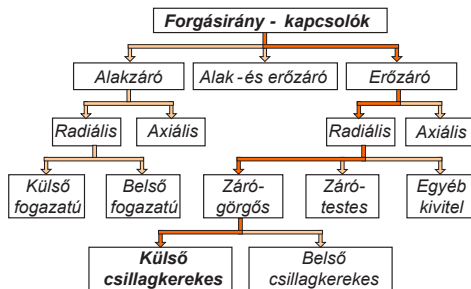 Forgásirány - kapcsolók
Alakzáró
Alak - és erőzáró
Erőzáró
Radiális
Axiális
Radiális
Axiális
Külső
fogazatú
Belső
fogazatú
Záró-
görgős
Záró-
testes
Egyéb
kivitel
Külső
csillagkerekes
Belső
csillagkerekes